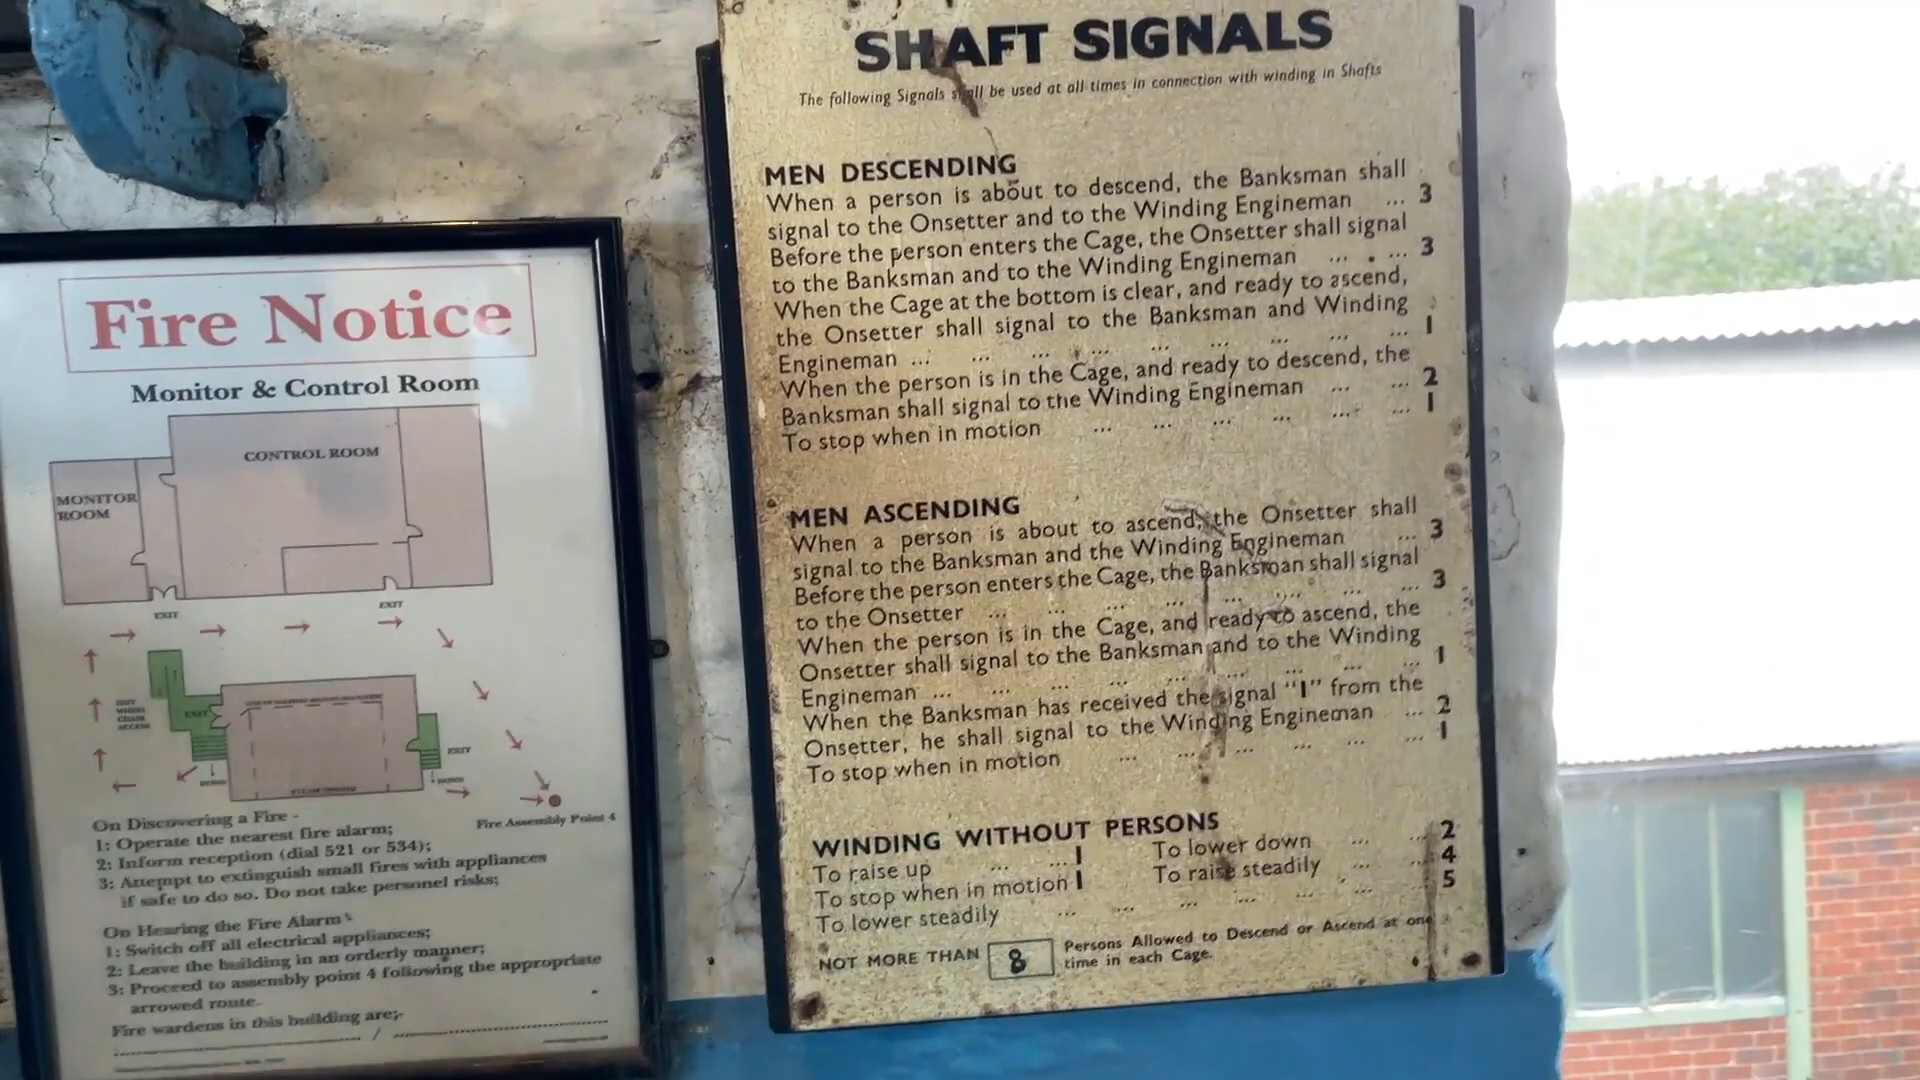 Fire Notice
Monitor & Control Room
CONTROL ROOM
MONITOR
ROOM
EXIT
EXIT
EXIT
WHEEL
CHAIR
ACCESS
EXIT
EXIT
DOWN
DOWN
Fire Assembly Point 4
On Discovering a Fire -
1: Operate the nearest fire alarm;
2: Inform reception (dial 521 or 534);
3: Attempt to extinguish small fires with appliances
if safe to do so. Do not take personel risks;
On Hearing the Fire Alarm
1: Switch off all electrical appliances;
2: Leave the building in an orderly manner;
3: Proceed to assembly point 4 following the appropriate
arrowed route.
Fire wardens in this building are;-
/
SHAFT SIGNALS
The following Signals shall be used at all times in connection with winding in Shafts
MEN DESCENDING
When a person is about to descend, the Banksman shall
signal to the Onsetter and to the Winding Engineman ... 3
Before the person enters the Cage, the Onsetter shall signal
to the Banksman and to the Winding Engineman ... ... 3
When the Cage at the bottom is clear, and ready to ascend,
the Onsetter shall signal to the Banksman and Winding
Engineman ... ... ... ... ... ... ... ... 1
When the person is in the Cage, and ready to descend, the
Banksman shall signal to the Winding Engineman ... ... 2
To stop when in motion ... ... ... ... ... ... 1
MEN ASCENDING
When a person is about to ascend, the Onsetter shall
signal to the Banksman and the Winding Engineman ... 3
Before the person enters the Cage, the Banksman shall signal
to the Onsetter ... ... ... ... ... ... ... ... 3
When the person is in the Cage, and ready to ascend, the
Onsetter shall signal to the Banksman and to the Winding
Engineman ... ... ... ... ... ... ... ... ... 1
When the Banksman has received the signal "1" from the
Onsetter, he shall signal to the Winding Engineman ... 2
To stop when in motion ... ... ... ... ... 1
WINDING WITHOUT PERSONS
To raise up ... ... 1 To lower down ... ... 2
To stop when in motion 1 To raise steadily ... 4
To lower steadily ... ... ... ... ... ... 5
NOT MORE THAN 8 Persons Allowed to Descend or Ascend at one
time in each Cage.